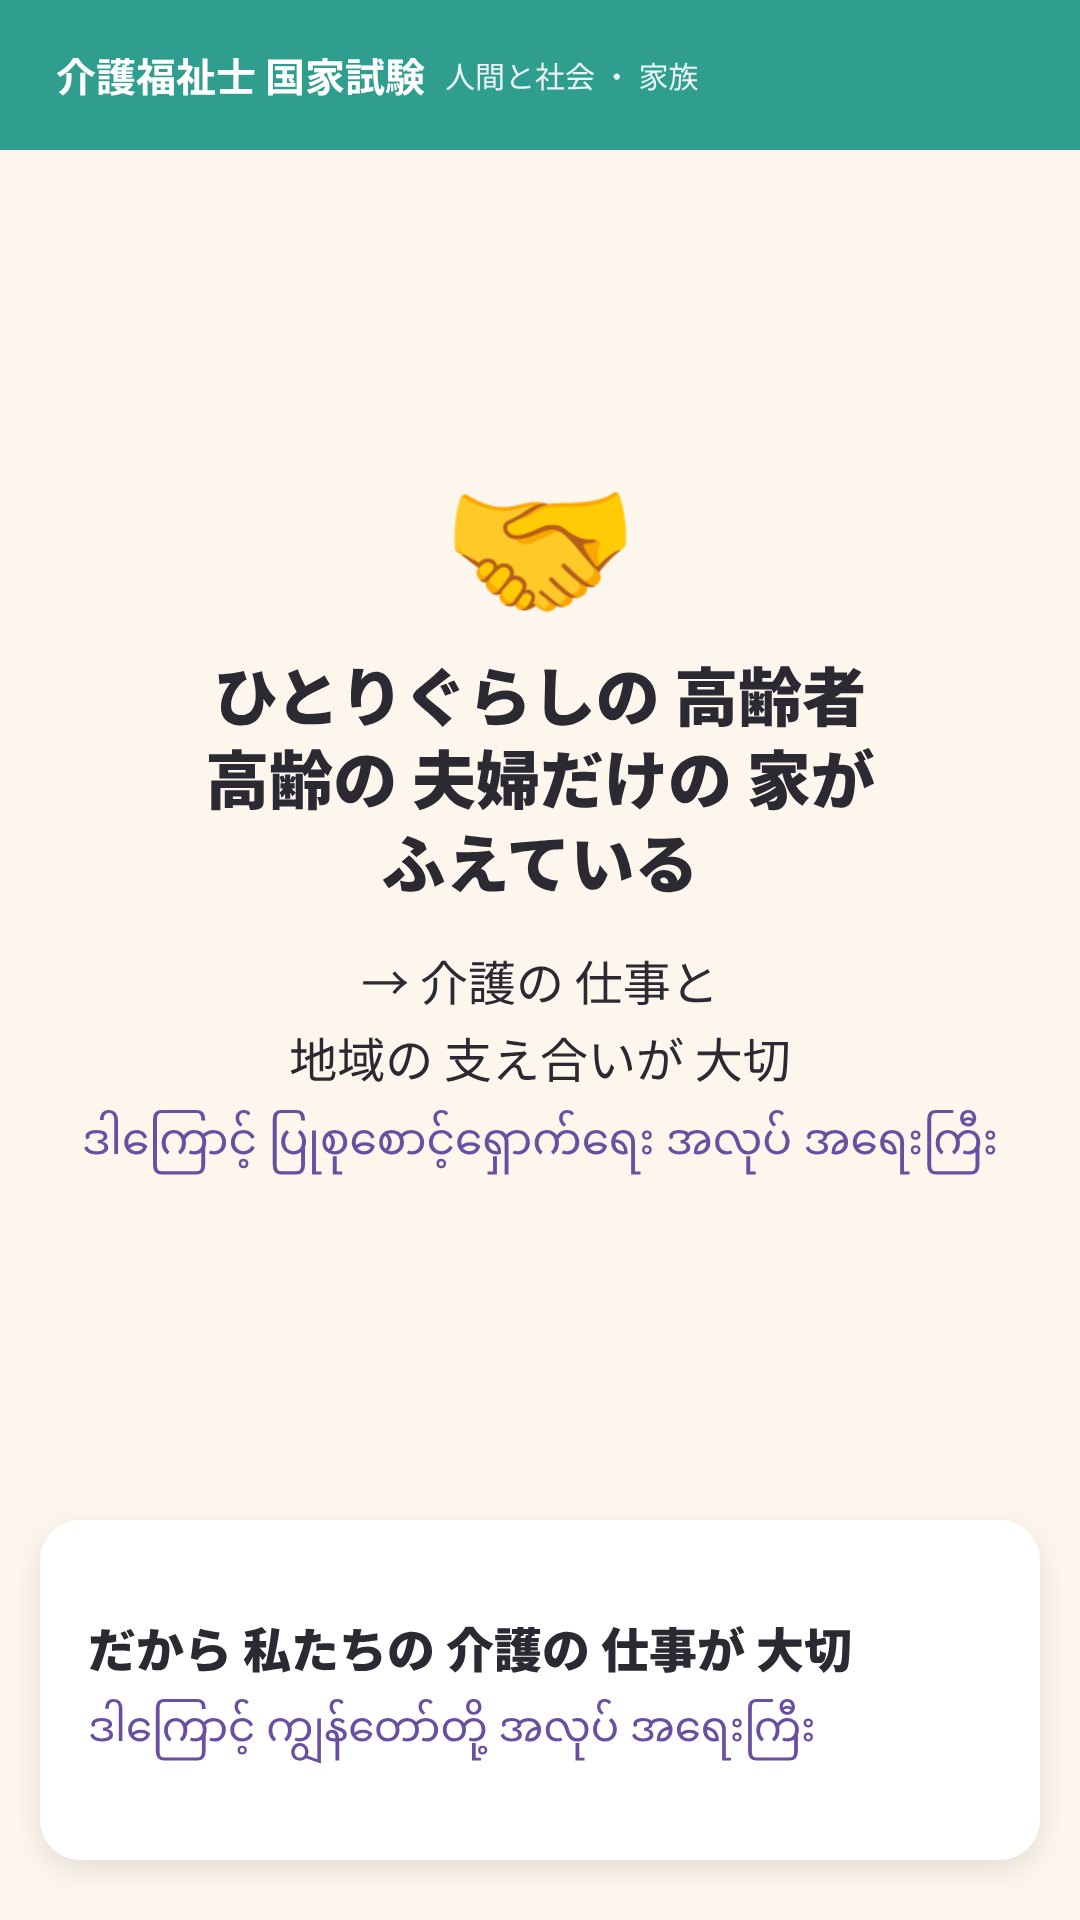 介護福祉士 国家試験 人間と社会 ・ 家族
ひとりぐらしの 高齢者
高齢の 夫婦だけの 家が
ふえている
→ 介護の 仕事と
地域の 支え合いが 大切
ဒါကြောင့် ပြုစုစောင့်ရှောက်ရေး အလုပ် အရေးကြီး
だから 私たちの 介護の 仕事が 大切
ဒါကြောင့် ကျွန်တော်တို့ အလုပ် အရေးကြီး